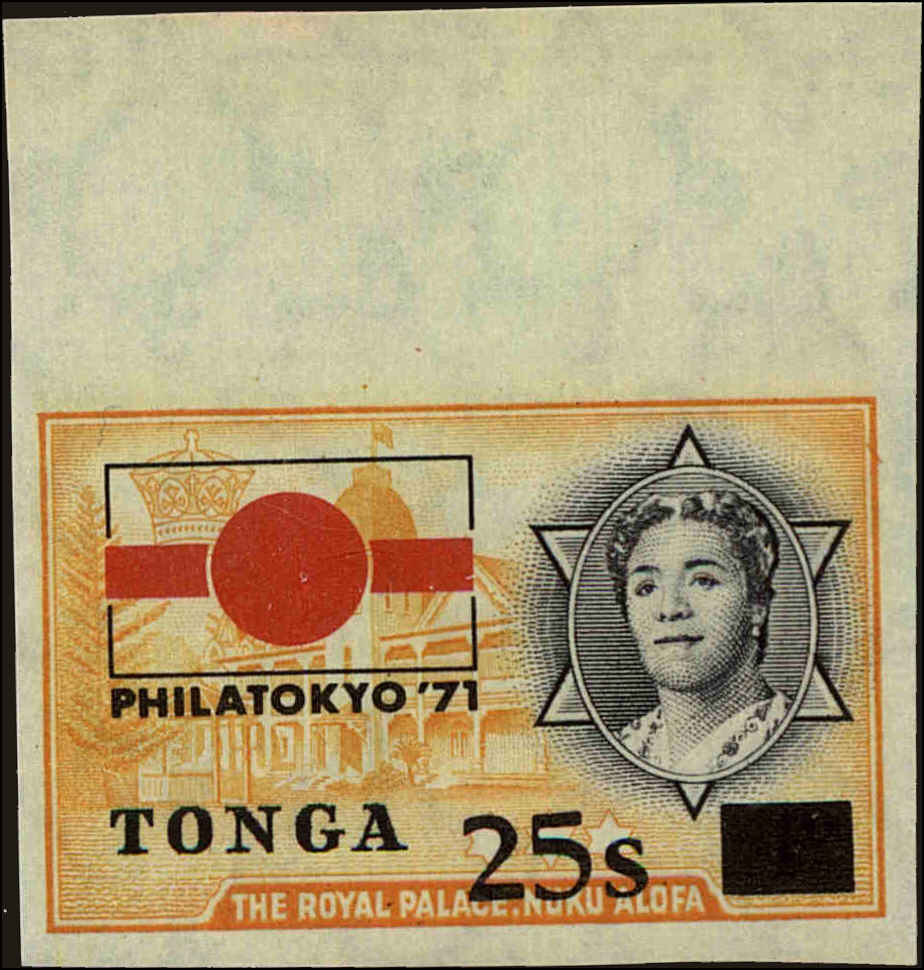 PHILATOKYO '71
TONGA 25s
THE ROYAL PALACE. NUKU'ALOFA